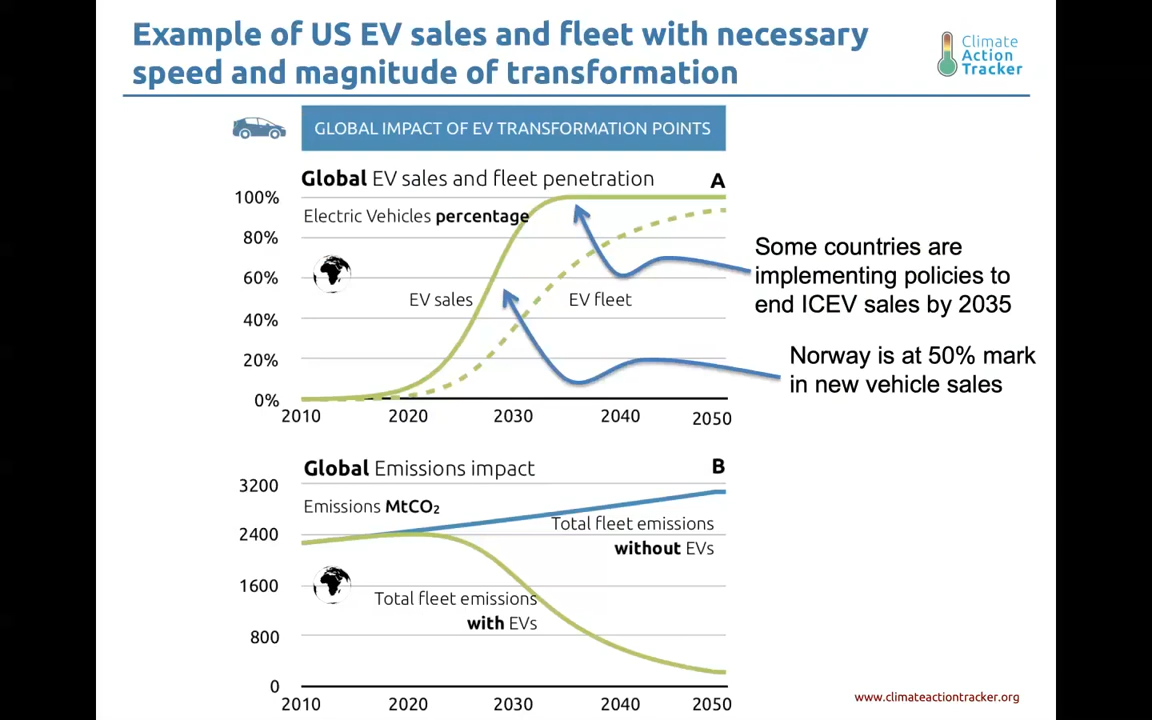 Example of US EV sales and fleet with necessary
speed and magnitude of transformation
Climate
Action
Tracker
GLOBAL IMPACT OF EV TRANSFORMATION POINTS
Global EV sales and fleet penetration
A
100%
Electric Vehicles percentage
80%
60%
EV sales
EV fleet
40%
20%
0%
2010 2020 2030 2040 2050
Some countries are
implementing policies to
end ICEV sales by 2035
Norway is at 50% mark
in new vehicle sales
Global Emissions impact
B
3200
Emissions MtCO₂
Total fleet emissions
without EVs
2400
1600
Total fleet emissions
with EVs
800
0
2010 2020 2030 2040 2050
www.climateactiontracker.org